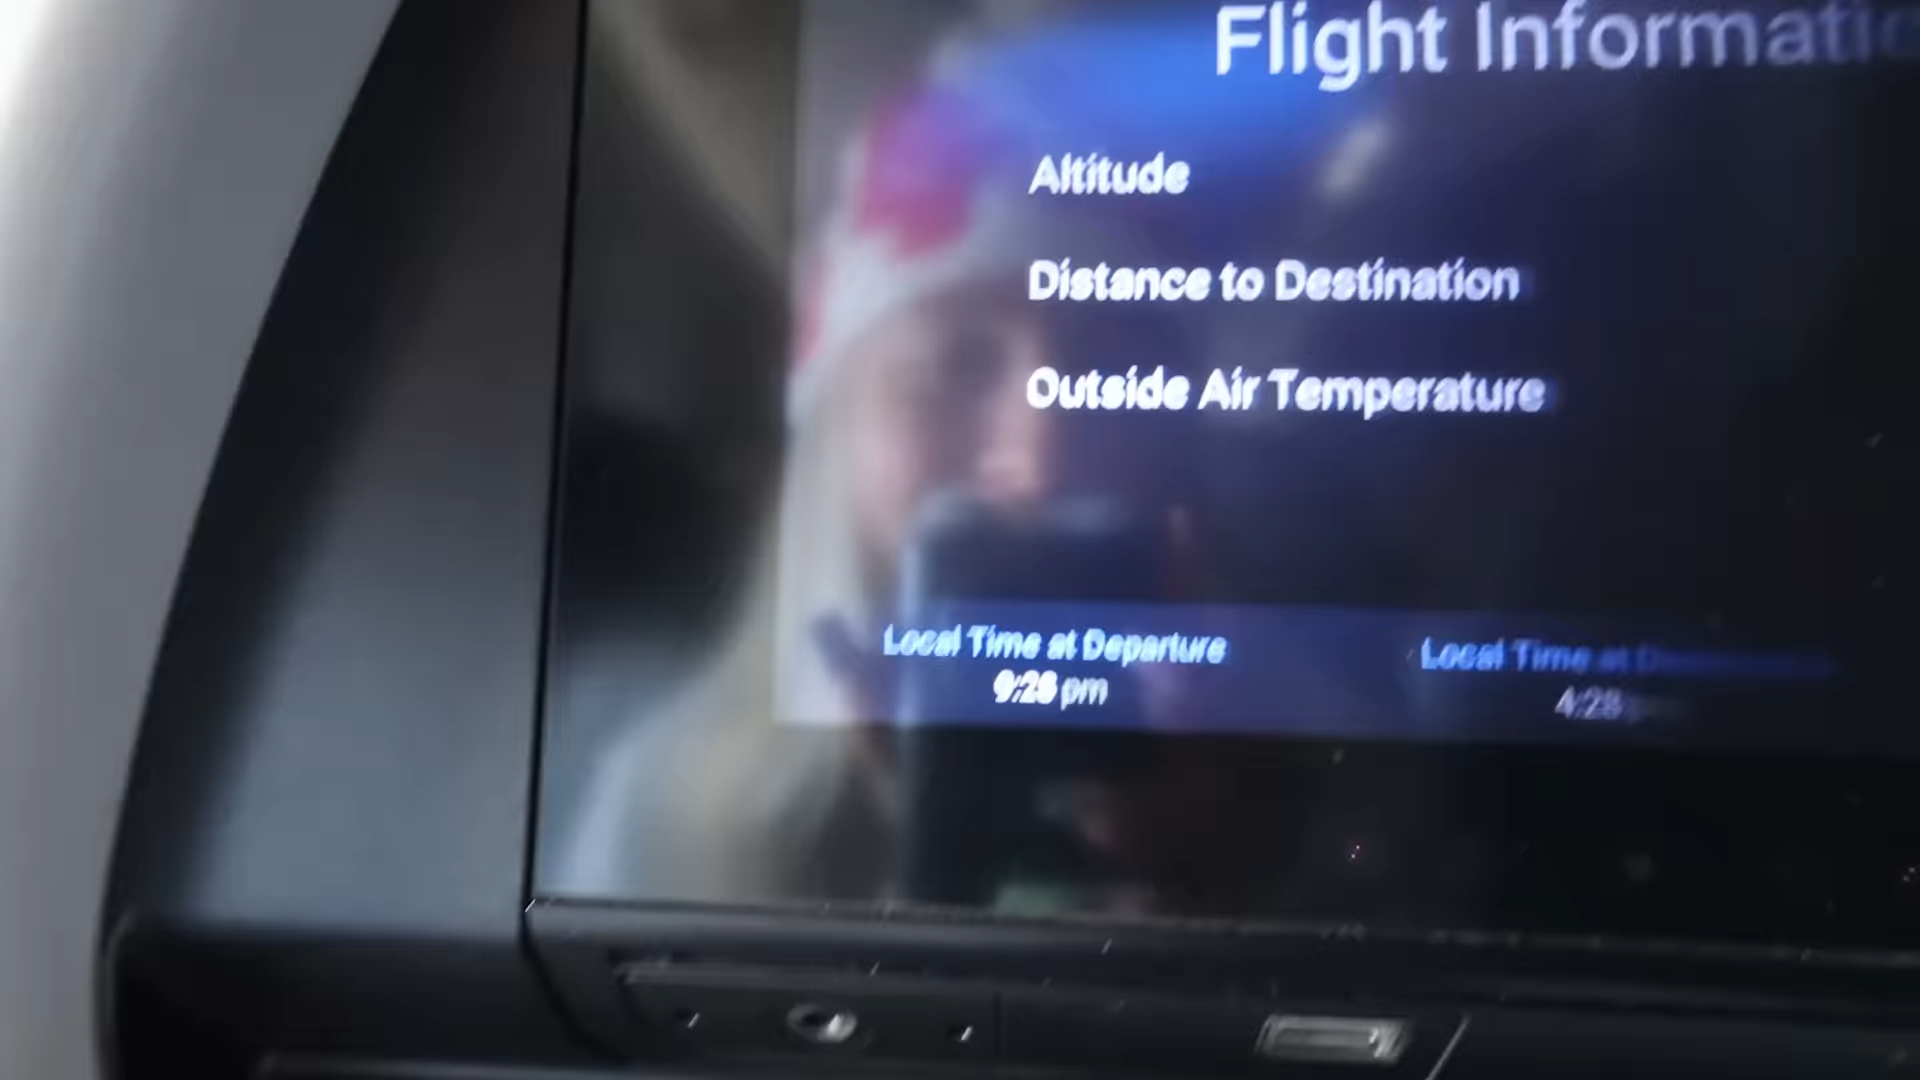 Flight Informatio
Altitude
Distance to Destination
Outside Air Temperature
Local Time at Departure
9:28 pm
Local Time at
4:28